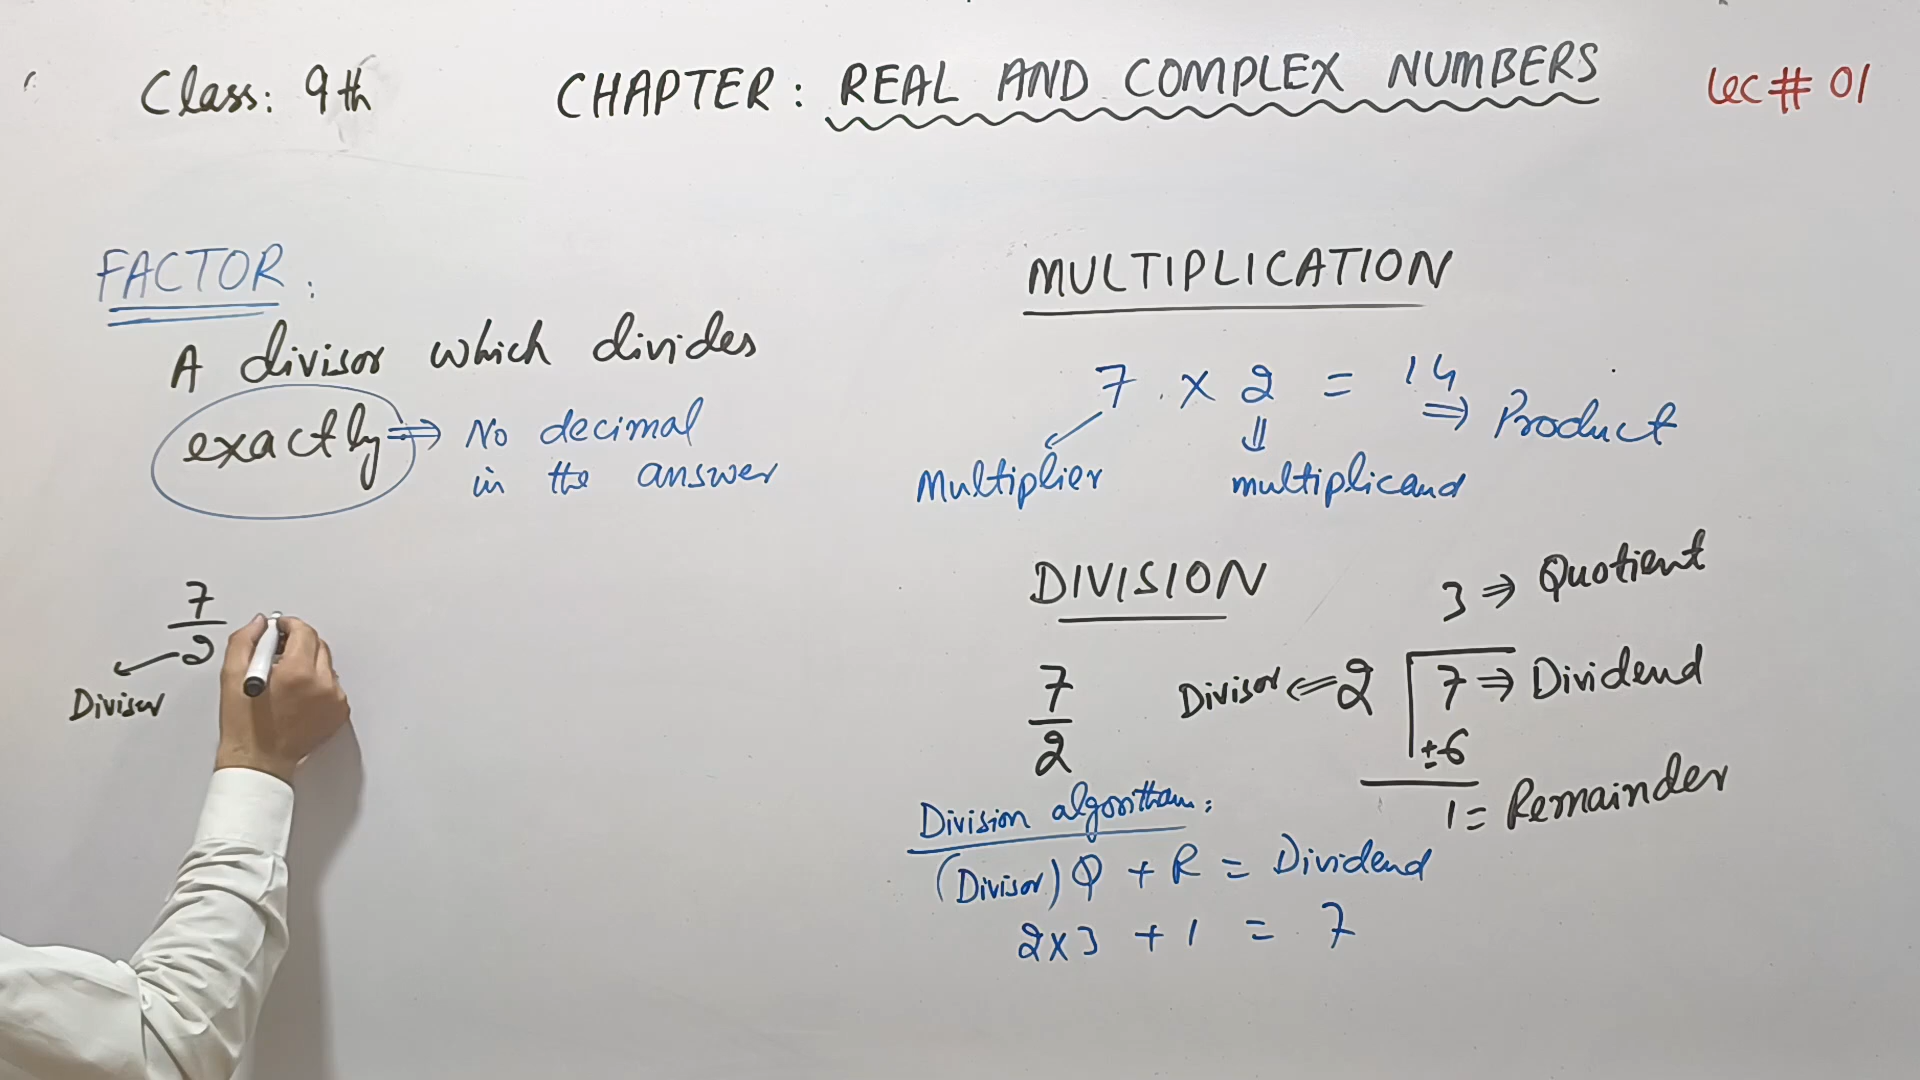 Class: 9th CHAPTER: REAL AND COMPLEX NUMBERS Lec # 01
FACTOR:
A divisor which divides
exactly ⇒ No decimal
in the answer
7
2
Divisor
MULTIPLICATION
7 × 2 = 14 ⇒ Product
Multiplier multiplicand
DIVISION
3 ⇒ Quotient
7
2
Divisor ⇐ 2 7 ⇒ Dividend
±6
1 = Remainder
Division algoritham:
(Divisor) Q + R = Dividend
2×3 + 1 = 7